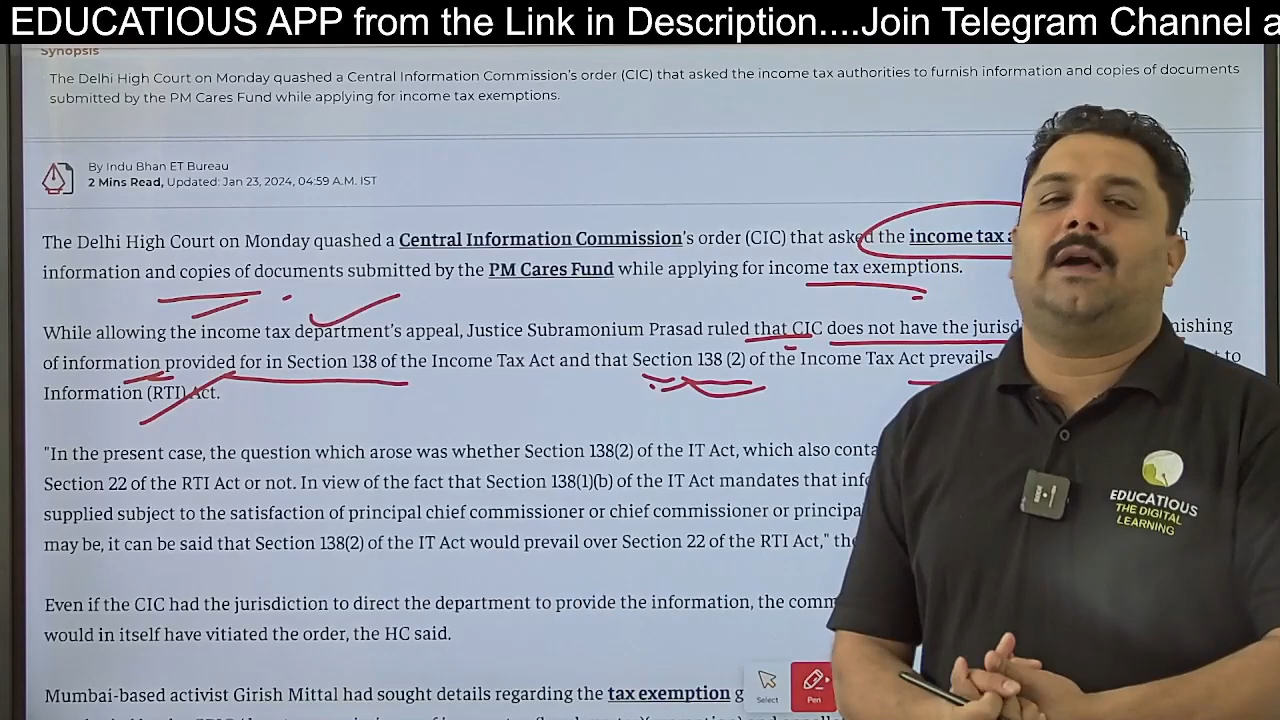 EDUCATIOUS APP from the Link in Description....Join Telegram Channel a
Synopsis
The Delhi High Court on Monday quashed a Central Information Commission's order (CIC) that asked the income tax authorities to furnish information and copies of documents
submitted by the PM Cares Fund while applying for income tax exemptions.
By Indu Bhan ET Bureau
2 Mins Read, Updated: Jan 23, 2024, 04:59 A.M. IST
The Delhi High Court on Monday quashed a Central Information Commission's order (CIC) that asked the income tax
information and copies of documents submitted by the PM Cares Fund while applying for income tax exemptions.
While allowing the income tax department's appeal, Justice Subramonium Prasad ruled that CIC does not have the
of information provided for in Section 138 of the Income Tax Act and that Section 138 (2) of the Income Tax Act prevails to
Information (RTI) Act.
"In the present case, the question which arose was whether Section 138(2) of the IT Act, which also
Section 22 of the RTI Act or not. In view of the fact that Section 138(1)(b) of the IT Act mandates that
supplied subject to the satisfaction of principal chief commissioner or chief commissioner or
may be, it can be said that Section 138(2) of the IT Act would prevail over Section 22 of the RTI Act,"
Even if the CIC had the jurisdiction to direct the department to provide the information, the
would in itself have vitiated the order, the HC said.
Mumbai-based activist Girish Mittal had sought details regarding the tax exemption
Select
Pen
EDUCATIOUS
THE DIGITAL
LEARNING